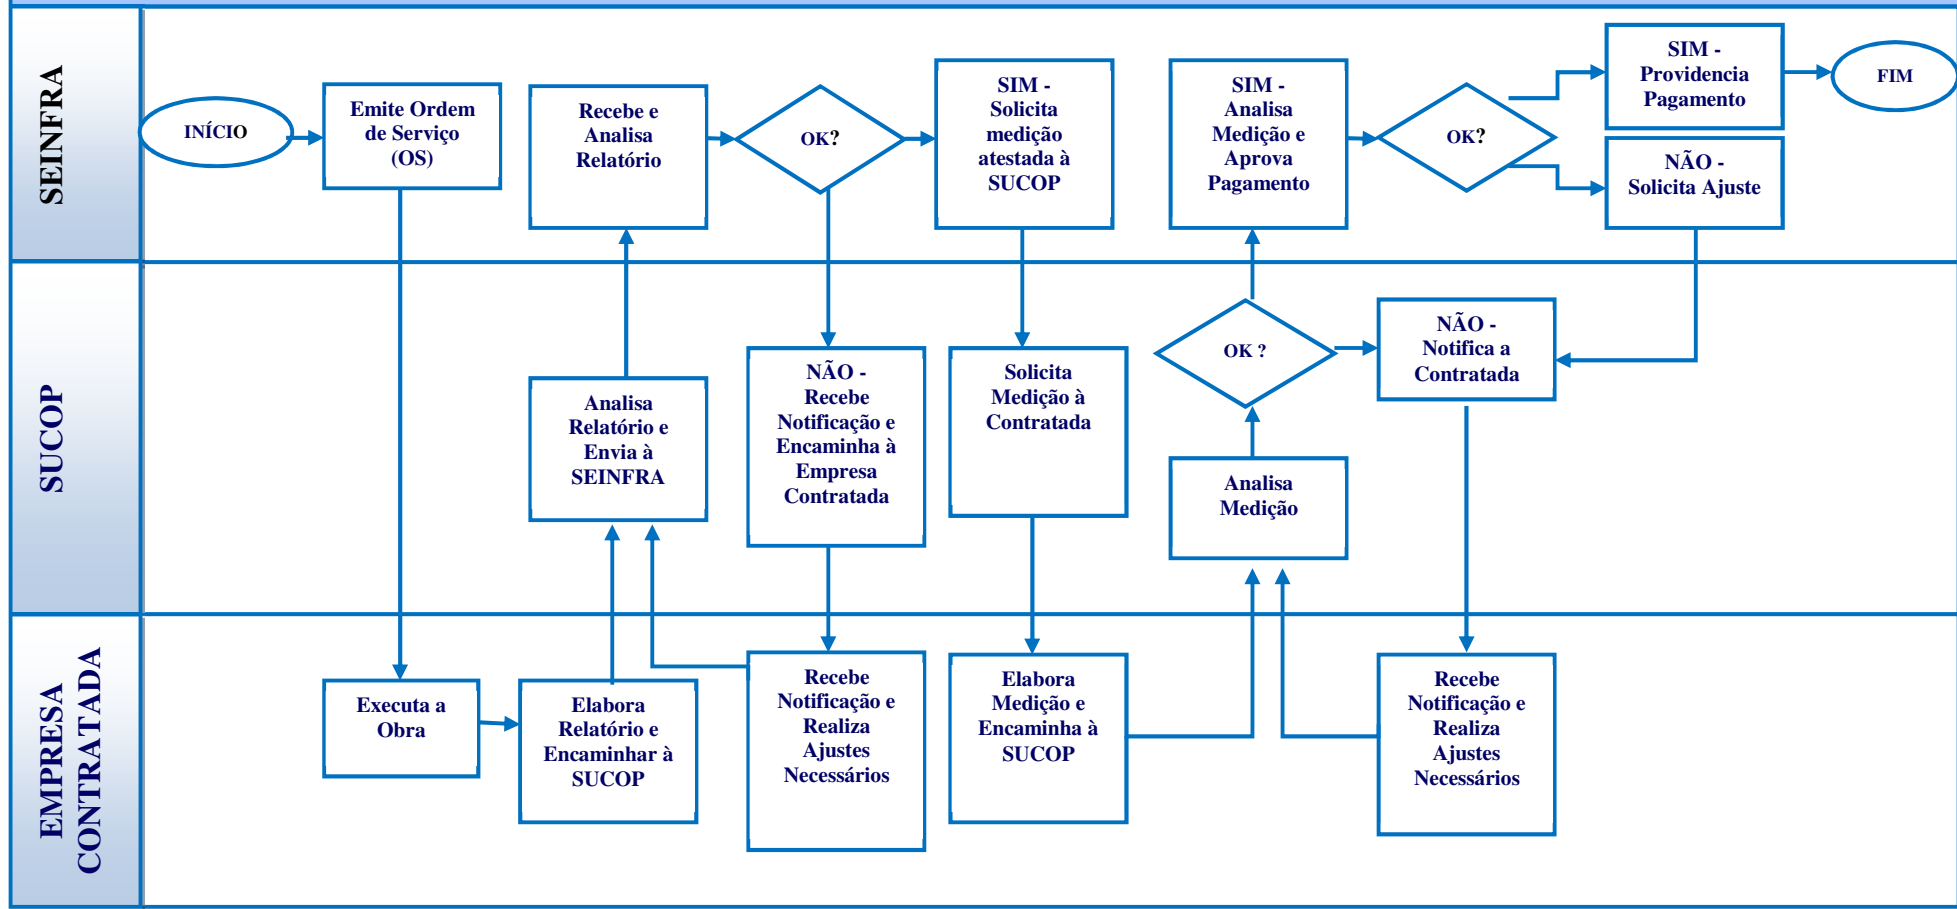 SEINFRA
INÍCIO
Emite Ordem
de Serviço
(OS)
Recebe e
Analisa
Relatório
OK?
SIM -
Solicita
medição
atestada à
SUCOP
SIM -
Analisa
Medição e
Aprova
Pagamento
OK?
SIM -
Providencia
Pagamento
FIM
NÃO -
Solicita Ajuste
SUCOP
Analisa
Relatório e
Envia à
SEINFRA
NÃO -
Recebe
Notificação e
Encaminha à
Empresa
Contratada
Solicita
Medição à
Contratada
OK ?
NÃO -
Notifica a
Contratada
Analisa
Medição
EMPRESA
CONTRATADA
Executa a
Obra
Elabora
Relatório e
Encaminhar à
SUCOP
Recebe
Notificação e
Realiza
Ajustes
Necessários
Elabora
Medição e
Encaminha à
SUCOP
Recebe
Notificação e
Realiza
Ajustes
Necessários